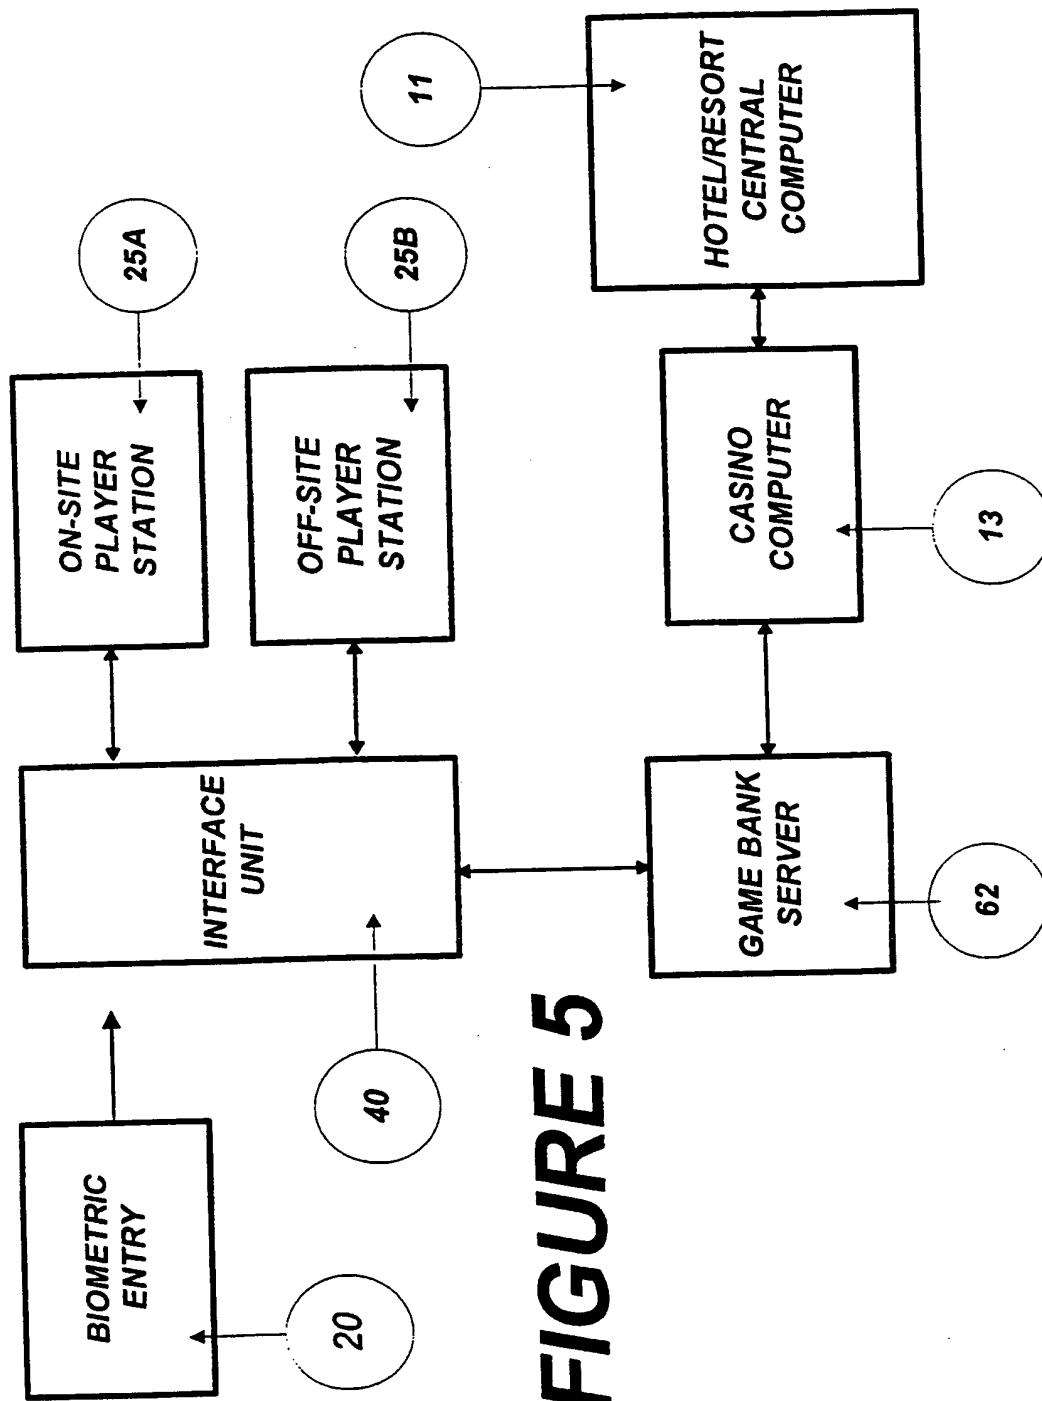 BIOMETRIC
ENTRY
20
INTERFACE
UNIT
40
ON-SITE
PLAYER
STATION
25A
OFF-SITE
PLAYER
STATION
25B
GAME BANK
SERVER
62
CASINO
COMPUTER
13
HOTEL/RESORT
CENTRAL
COMPUTER
11
FIGURE 5